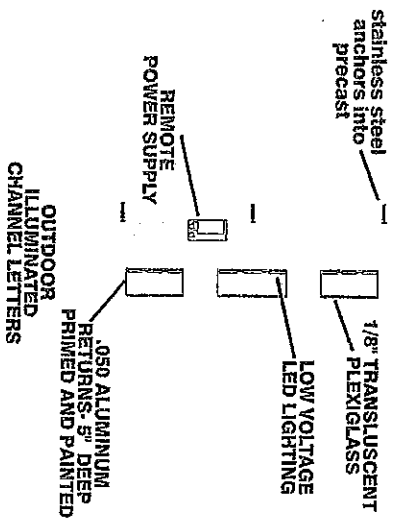 stainless steel
anchors into
precast
1/8" TRANSLUSCENT
PLEXIGLASS
REMOTE
POWER SUPPLY
LOW VOLTAGE
LED LIGHTING
.050 ALUMINUM
RETURNS- 5" DEEP
PRIMED AND PAINTED
OUTDOOR
ILLUMINATED
CHANNEL LETTERS